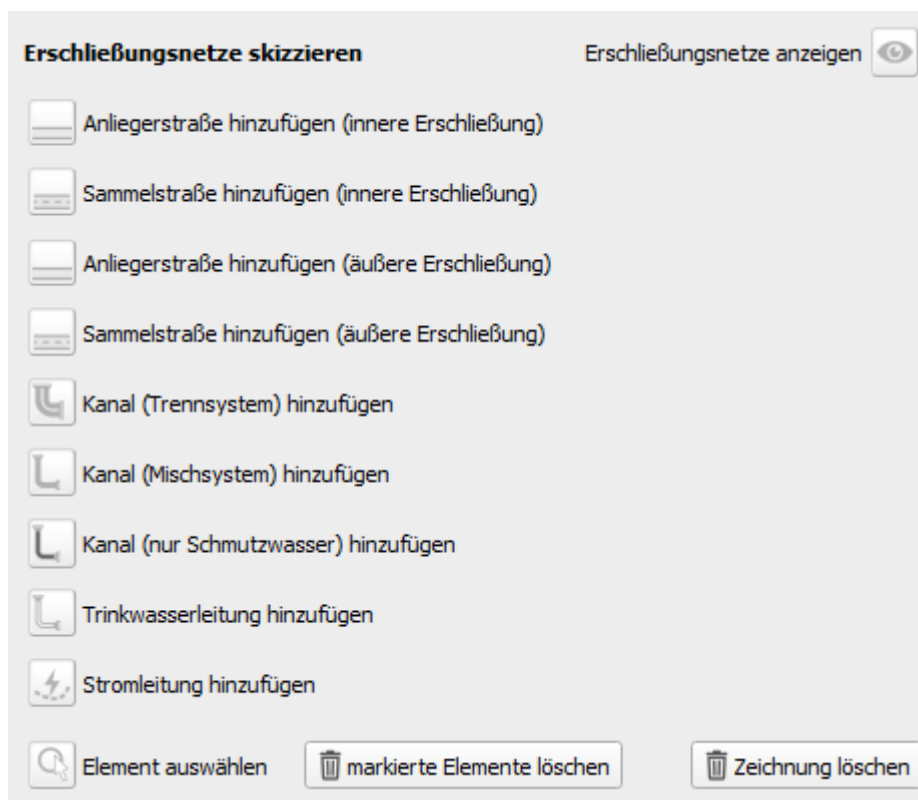 Erschließungsnetze skizzieren Erschließungsnetze anzeigen
Anliegerstraße hinzufügen (innere Erschließung)
Sammelstraße hinzufügen (innere Erschließung)
Anliegerstraße hinzufügen (äußere Erschließung)
Sammelstraße hinzufügen (äußere Erschließung)
Kanal (Trennsystem) hinzufügen
Kanal (Mischsystem) hinzufügen
Kanal (nur Schmutzwasser) hinzufügen
Trinkwasserleitung hinzufügen
Stromleitung hinzufügen
Element auswählen markierte Elemente löschen Zeichnung löschen